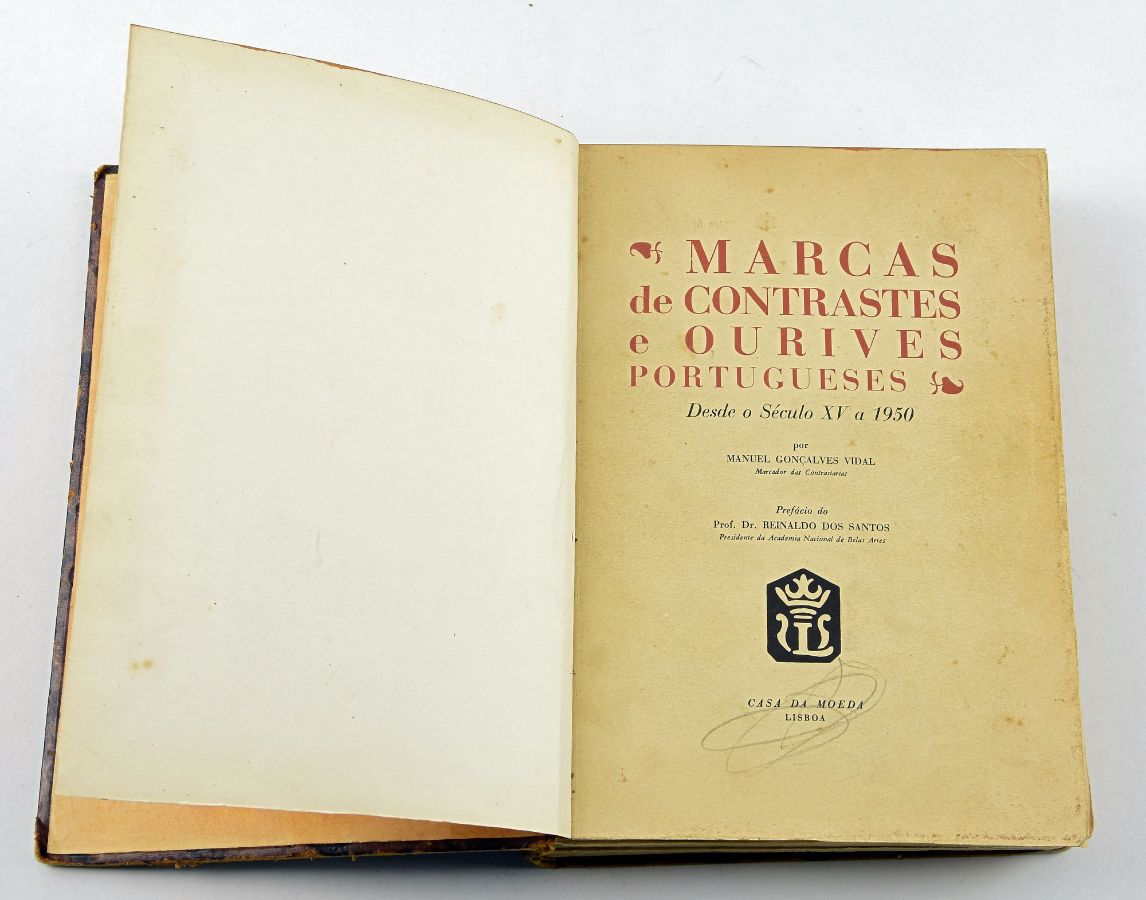 MARCAS
de CONTRASTES
e OURIVES
PORTUGUESES
Desde o Século XV a 1950
por
MANUEL GONÇALVES VIDAL
Marcador das Contrastarias
Prefácio do
Prof. Dr. REINALDO DOS SANTOS
Presidente da Academia Nacional de Belas Artes
L
CASA DA MOEDA
LISBOA